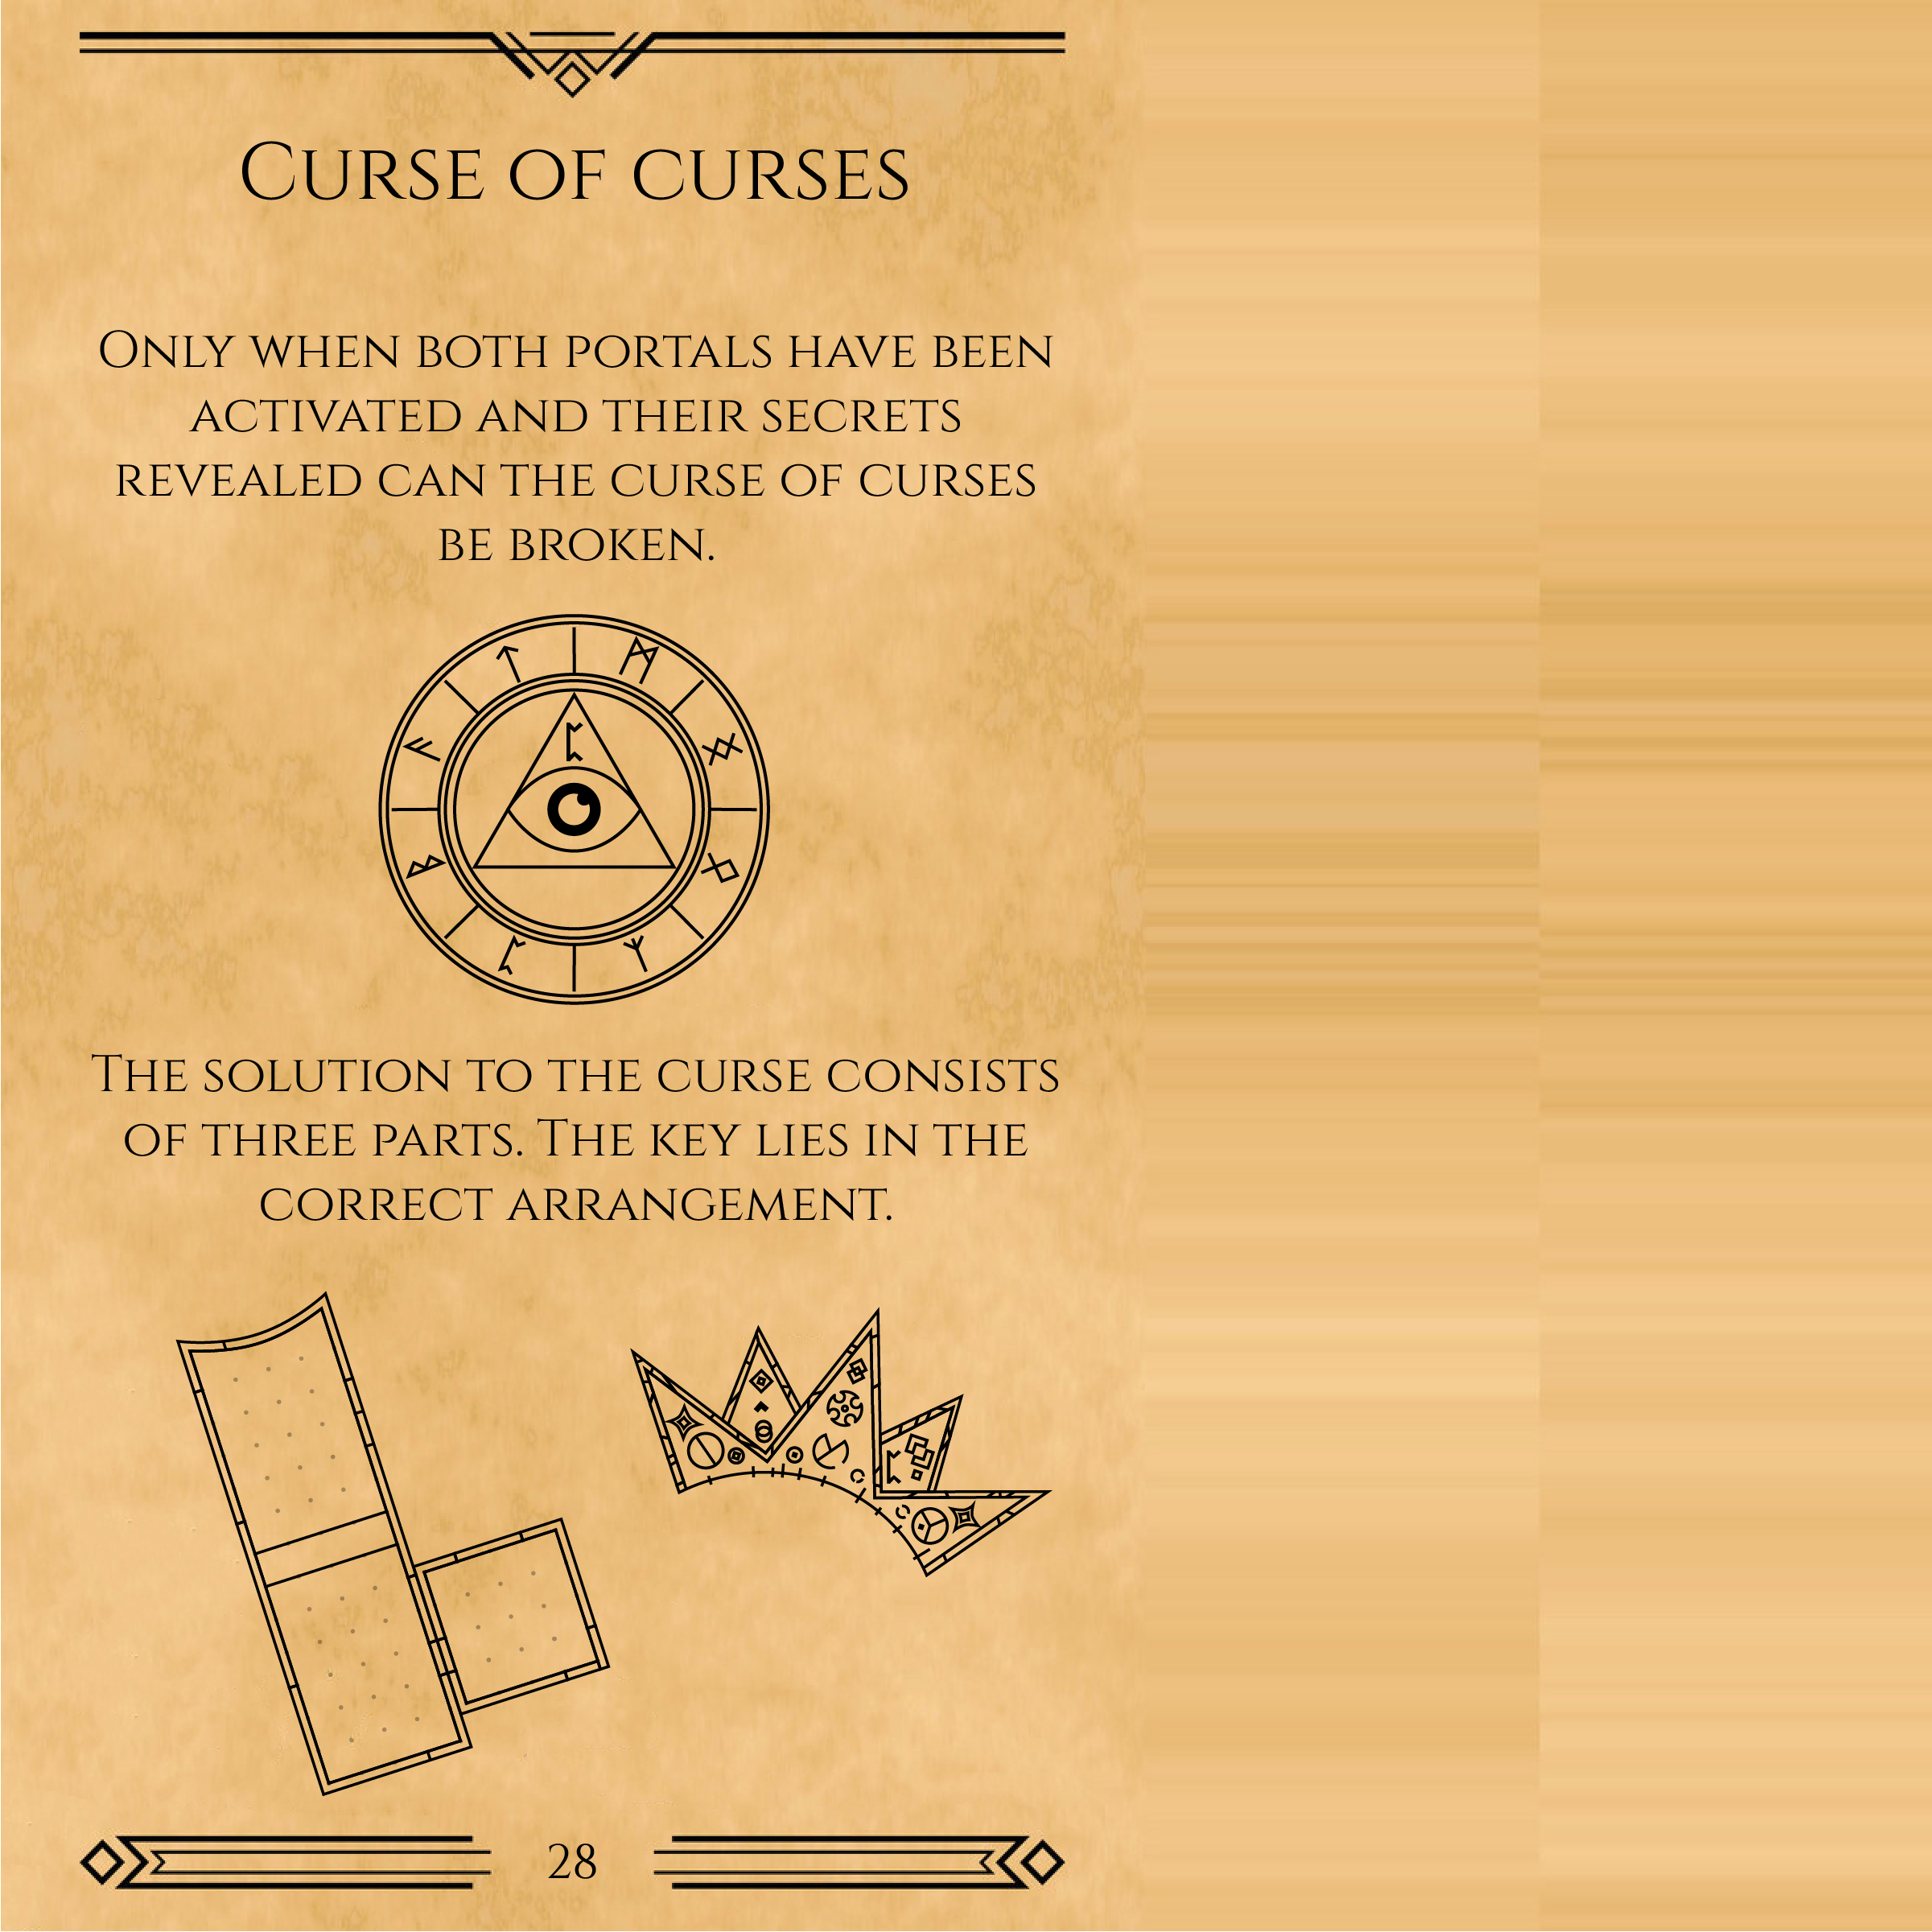 Curse of curses
Only when both portals have been
activated and their secrets
revealed can the curse of curses
be broken.
ᛏ ᛗ
ᚨ ᛈ ᛝ
ᛒ ᛟ
ᛈ ᛉ
The solution to the curse consists
of three parts. The key lies in the
correct arrangement.
ᛈ
28